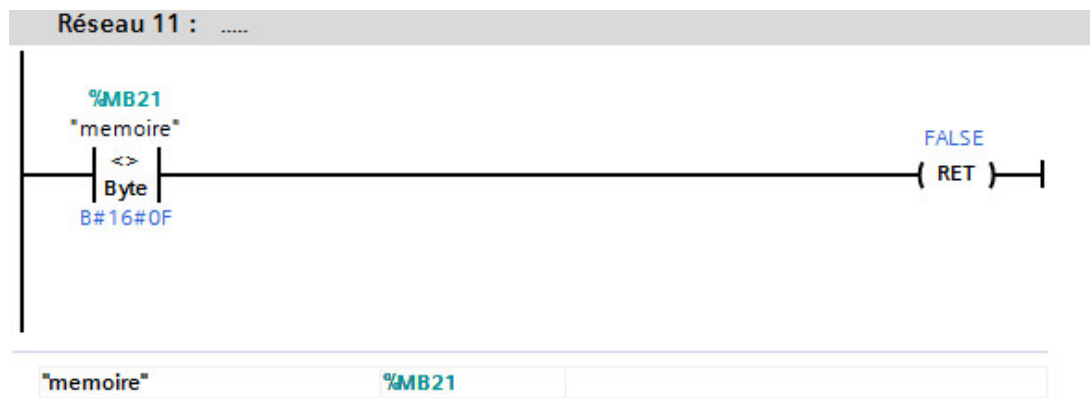 Réseau 11 : .....
%MB21
"memoire"
FALSE
<>
RET
Byte
B#16#0F
"memoire" %MB21